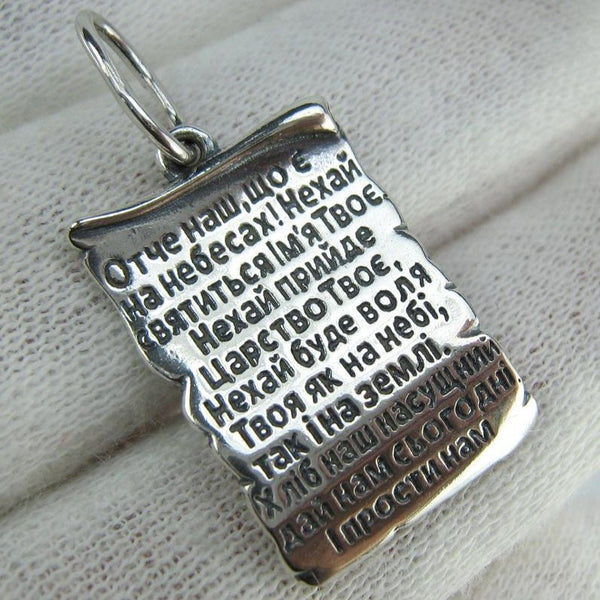 Отче наш, що є
на небесах! Нехай
святиться Ім'я Твоє.
Нехай прийде
Царство Твоє,
Нехай буде вол'я
Твоя як на небі,
так і на землі.
Хліб наш насущний
дай нам сьогодні
і прости нам